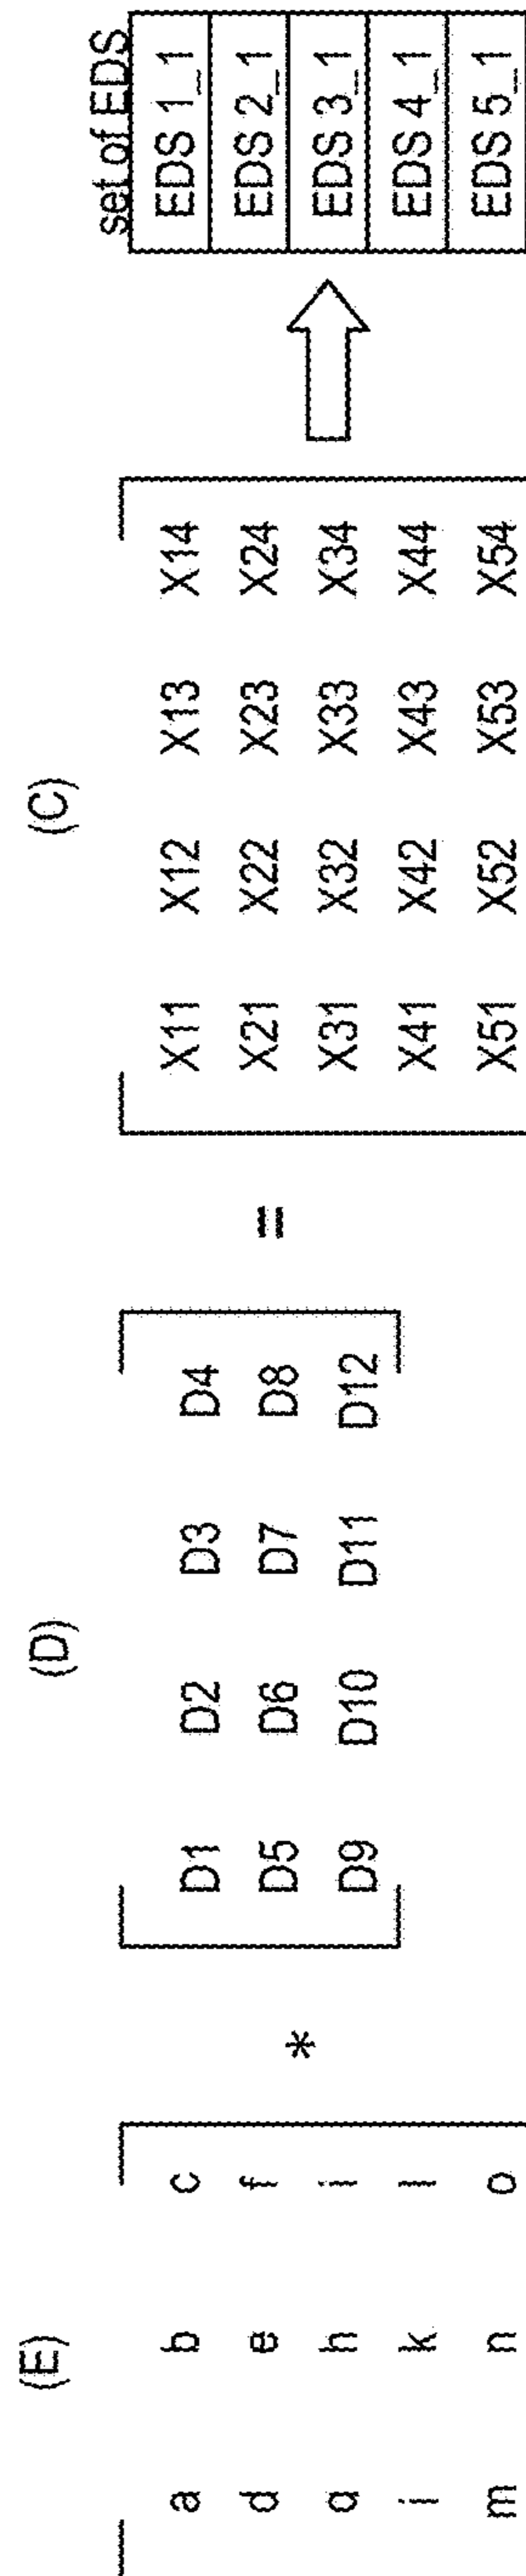 (E) (D) (C)
set of EDS
a b c D1 D2 D3 D4 X11 X12 X13 X14 EDS 1_1
d e f D5 D6 D7 D8 = X21 X22 X23 X24 EDS 2_1
g h i * D9 D10 D11 D12 X31 X32 X33 X34 EDS 3_1
j k l X41 X42 X43 X44 EDS 4_1
m n o X51 X52 X53 X54 EDS 5_1